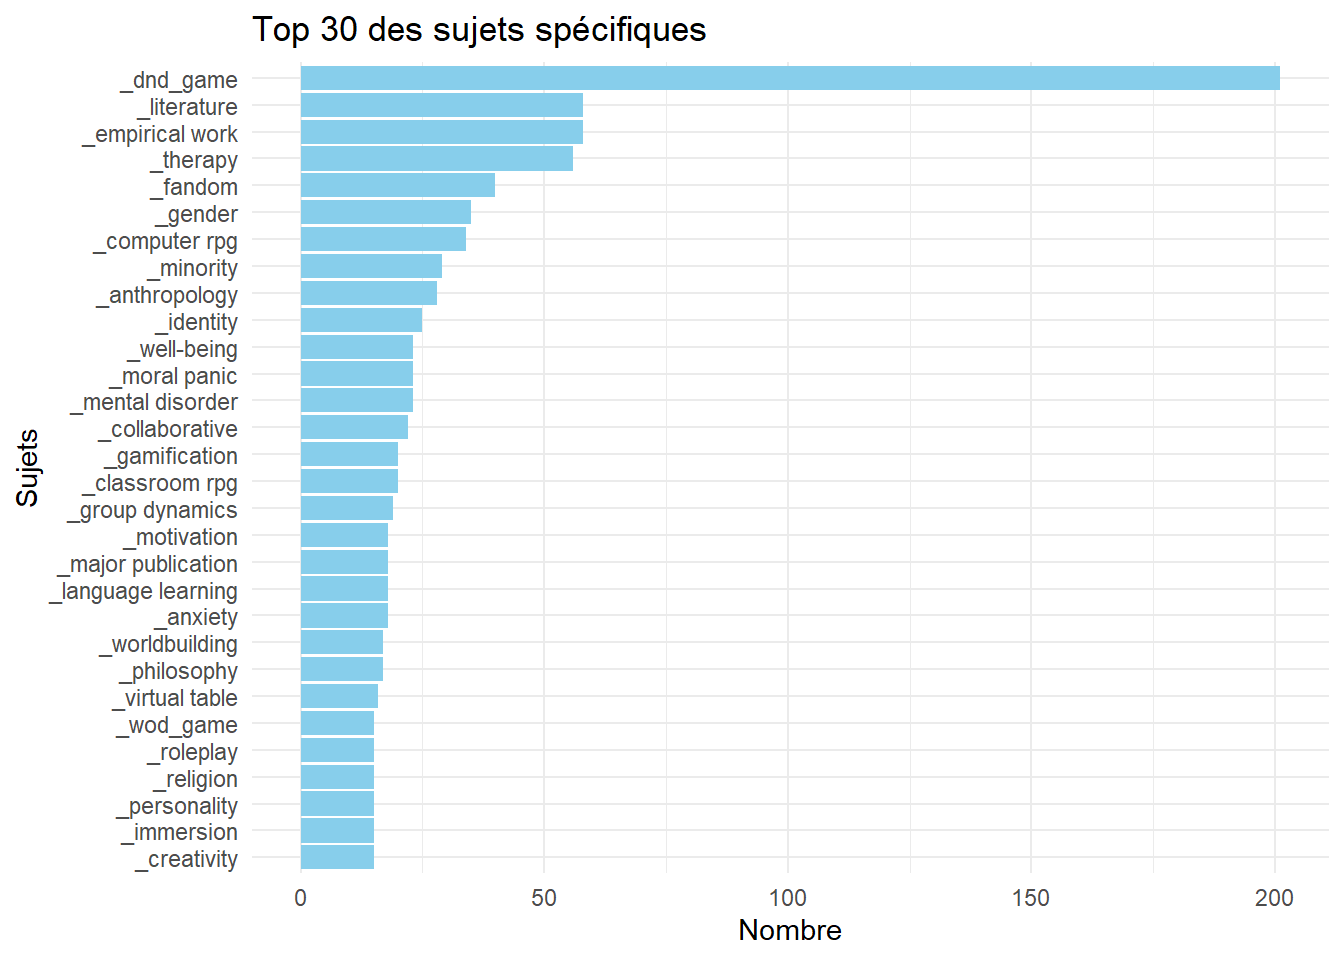 Top 30 des sujets spécifiques
_dnd_game
_literature
_empirical work
_therapy
_fandom
_gender
_computer rpg
_minority
_anthropology
_identity
_well-being
_moral panic
_mental disorder
_collaborative
_gamification
_classroom rpg
_group dynamics
_motivation
_major publication
_language learning
_anxiety
_worldbuilding
_philosophy
_virtual table
_wod_game
_roleplay
_religion
_personality
_immersion
_creativity
Sujets
0 50 100 150 200
Nombre